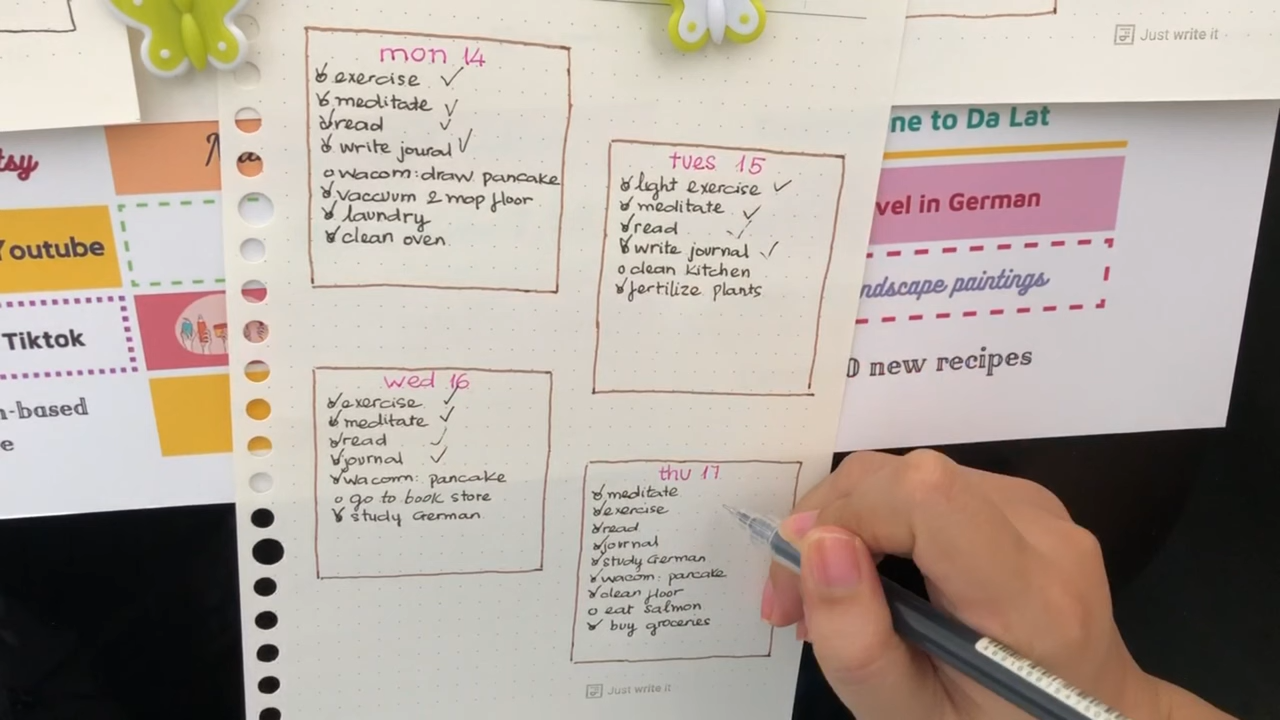 mon 14
exercise ✓
meditate ✓
read ✓
write joural ✓
wacom: draw pancake
vaccuum & mop floor
laundry
clean oven
tues 15
light exercise ✓
meditate ✓
read ✓
write journal ✓
clean kitchen
fertilize plants
wed 16
exercise ✓
meditate ✓
read ✓
journal ✓
wacom: pancake
go to book store
study German
thu 17
meditate
exercise
read
journal
study German
wacom: pancake
clean floor
eat salmon
buy groceries
Just write it
Just write it
tsy
Youtube
Tiktok
n-based
e
ne to Da Lat
vel in German
ndscape paintings
0 new recipes